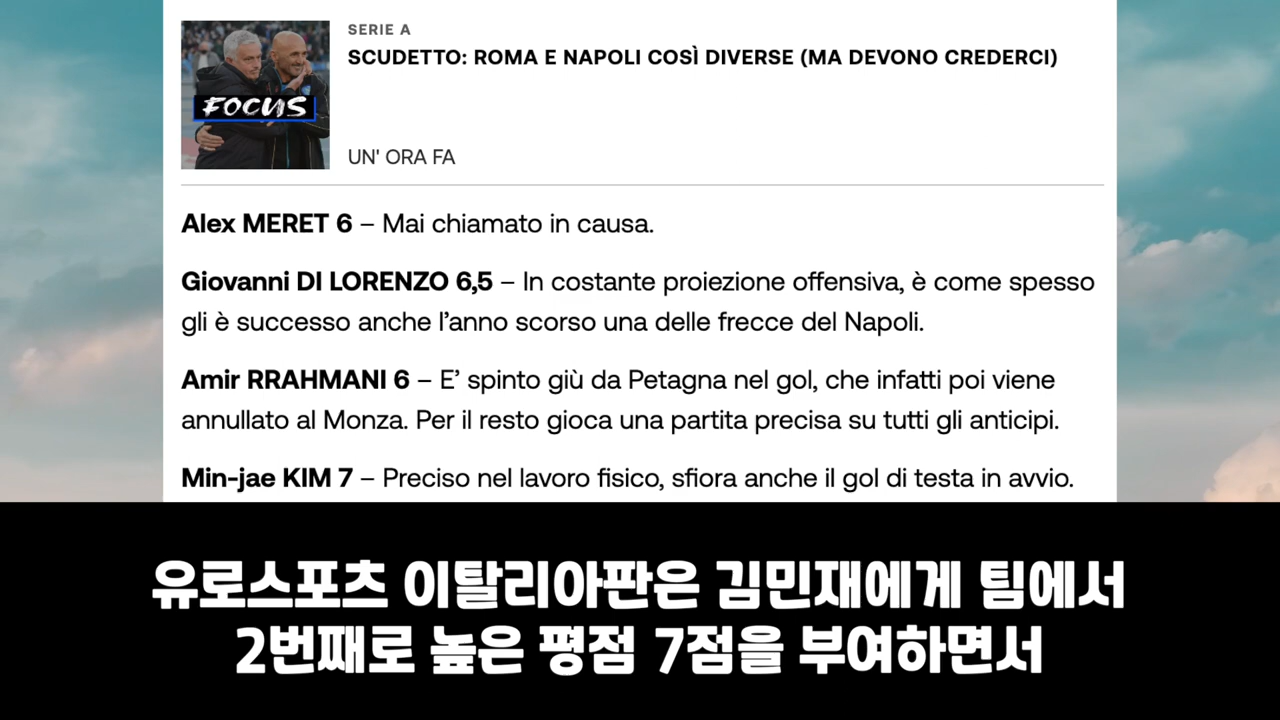 SERIE A
SCUDETTO: ROMA E NAPOLI COSÌ DIVERSE (MA DEVONO CREDERCI)
FOCUS
UN' ORA FA
Alex MERET 6 – Mai chiamato in causa.
Giovanni DI LORENZO 6,5 – In costante proiezione offensiva, è come spesso
gli è successo anche l’anno scorso una delle frecce del Napoli.
Amir RRAHMANI 6 – E’ spinto giù da Petagna nel gol, che infatti poi viene
annullato al Monza. Per il resto gioca una partita precisa su tutti gli anticipi.
Min-jae KIM 7 – Preciso nel lavoro fisico, sfiora anche il gol di testa in avvio.
유로스포츠 이탈리아판은 김민재에게 팀에서
2번째로 높은 평점 7점을 부여하면서